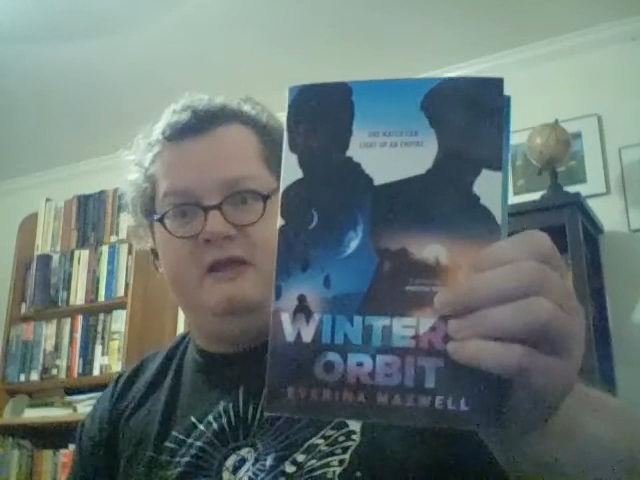 ONE MATCH CAN
LIGHT UP AN EMPIRE
WINTER
ORBIT
EVERINA MAXWELL